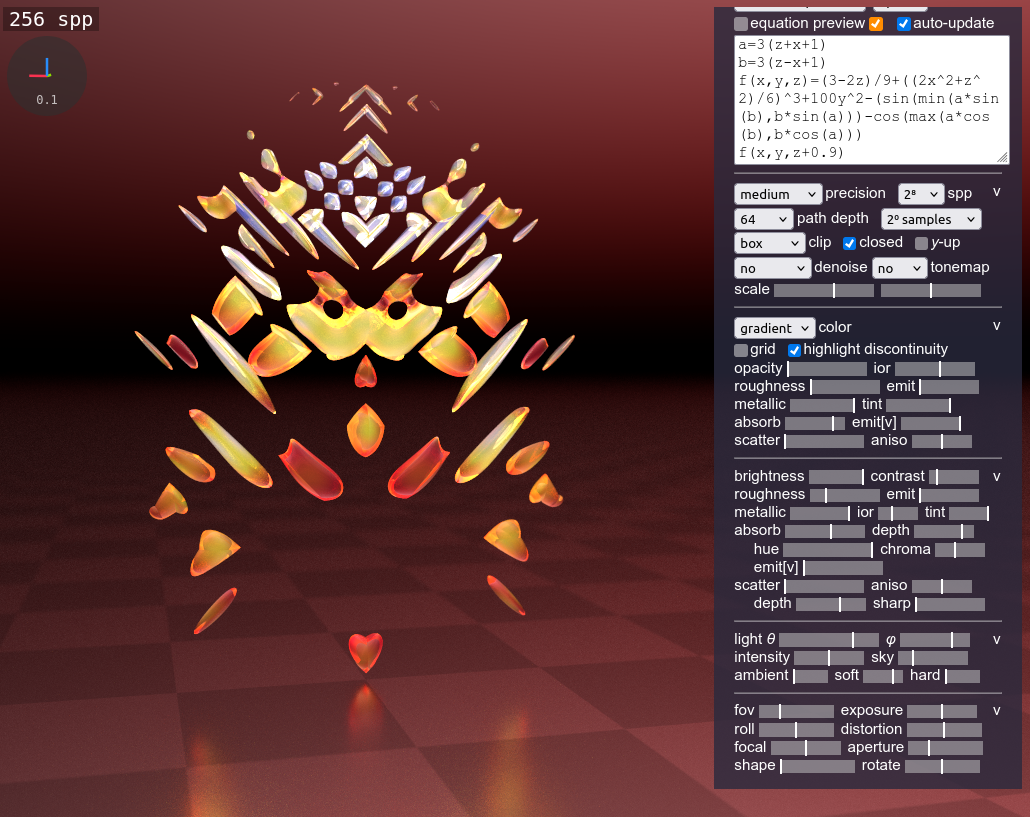 256 spp
0.1
equation preview auto-update
a=3(z+x+1)
b=3(z-x+1)
f(x,y,z)=(3-2z)/9+((2x^2+z^
2)/6)^3+100y^2-(sin(min(a*sin
(b),b*sin(a)))-cos(max(a*cos
(b),b*cos(a)))
f(x,y,z+0.9)
medium precision 2⁸ spp v
64 path depth 2⁰ samples
box clip closed y-up
no denoise no tonemap
scale
gradient color v
grid highlight discontinuity
opacity ior
roughness emit
metallic tint
absorb emit[v]
scatter aniso
brightness contrast v
roughness emit
metallic ior tint
absorb depth
hue chroma
emit[v]
scatter aniso
depth sharp
light θ φ v
intensity sky
ambient soft hard
fov exposure v
roll distortion
focal aperture
shape rotate